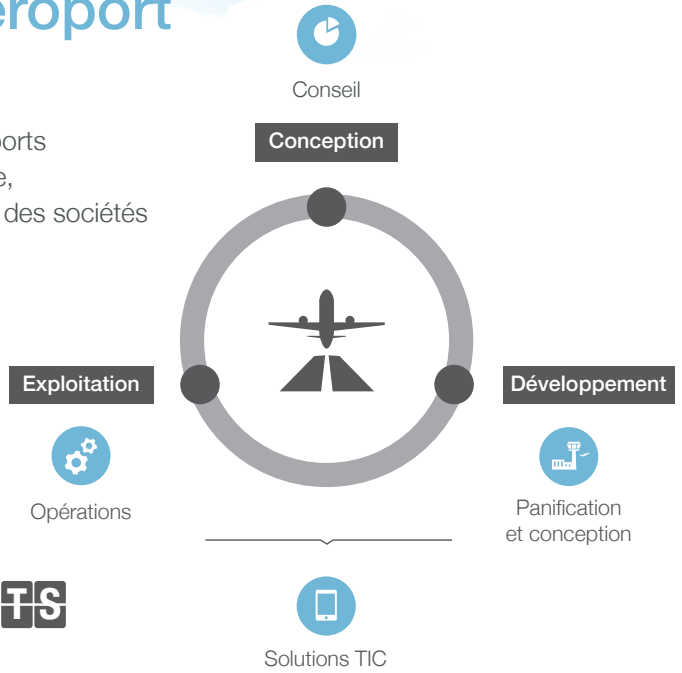 éroport
Conseil
Conception
orts
e,
des sociétés
Exploitation
Développement
Opérations
Panification
et conception
TS
Solutions TIC